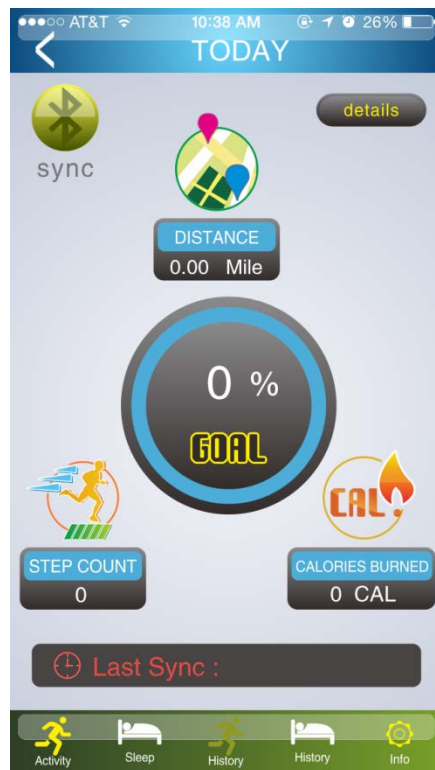 AT&T 10:38 AM 26%
TODAY
details
sync
DISTANCE
0.00 Mile
0 %
GOAL
CAL
STEP COUNT
0
CALORIES BURNED
0 CAL
Last Sync :
Activity Sleep History History Info